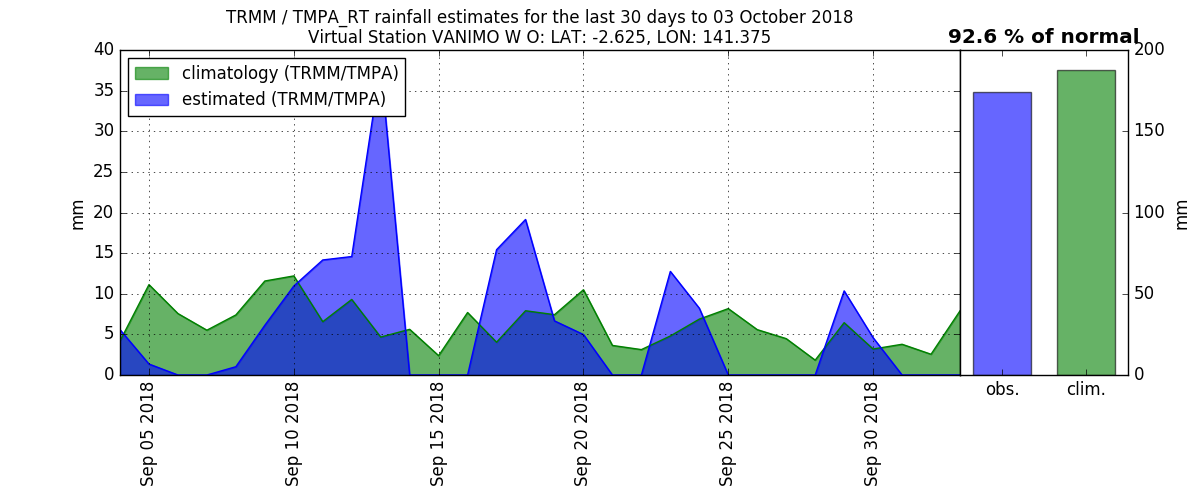 TRMM / TMPA_RT rainfall estimates for the last 30 days to 03 October 2018
Virtual Station VANIMO W O: LAT: -2.625, LON: 141.375
92.6 % of normal
climatology (TRMM/TMPA)
estimated (TRMM/TMPA)
mm
40
35
30
25
20
15
10
5
0
Sep 05 2018
Sep 10 2018
Sep 15 2018
Sep 20 2018
Sep 25 2018
Sep 30 2018
obs.
clim.
200
150
100
50
0
mm